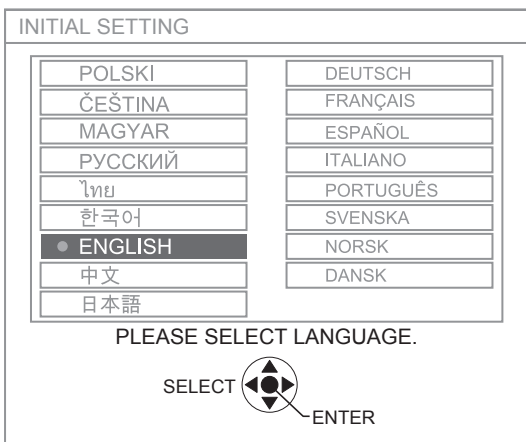 INITIAL SETTING
POLSKI
ČEŠTINA
MAGYAR
РУССКИЙ
ไทย
한국어
ENGLISH
中文
日本語
DEUTSCH
FRANÇAIS
ESPAÑOL
ITALIANO
PORTUGUÊS
SVENSKA
NORSK
DANSK
PLEASE SELECT LANGUAGE.
SELECT
ENTER